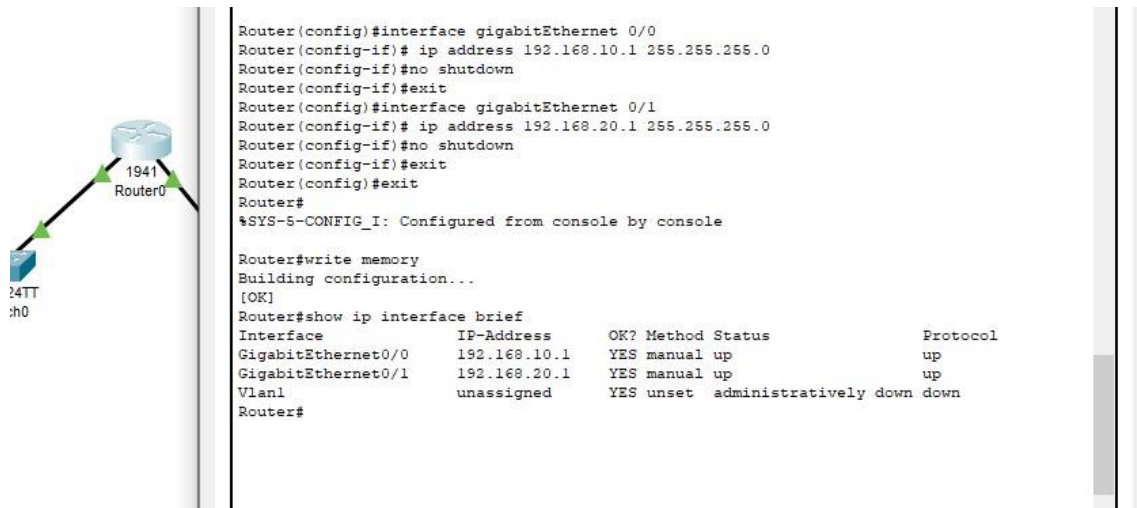 Router(config)#interface gigabitEthernet 0/0
Router(config-if)# ip address 192.168.10.1 255.255.255.0
Router(config-if)#no shutdown
Router(config-if)#exit
Router(config)#interface gigabitEthernet 0/1
Router(config-if)# ip address 192.168.20.1 255.255.255.0
Router(config-if)#no shutdown
Router(config-if)#exit
Router(config)#exit
Router#
%SYS-5-CONFIG_I: Configured from console by console
Router#write memory
Building configuration...
[OK]
Router#show ip interface brief
Interface IP-Address OK? Method Status Protocol
GigabitEthernet0/0 192.168.10.1 YES manual up up
GigabitEthernet0/1 192.168.20.1 YES manual up up
Vlan1 unassigned YES unset administratively down down
Router#
1941
Router0
24TT
ch0